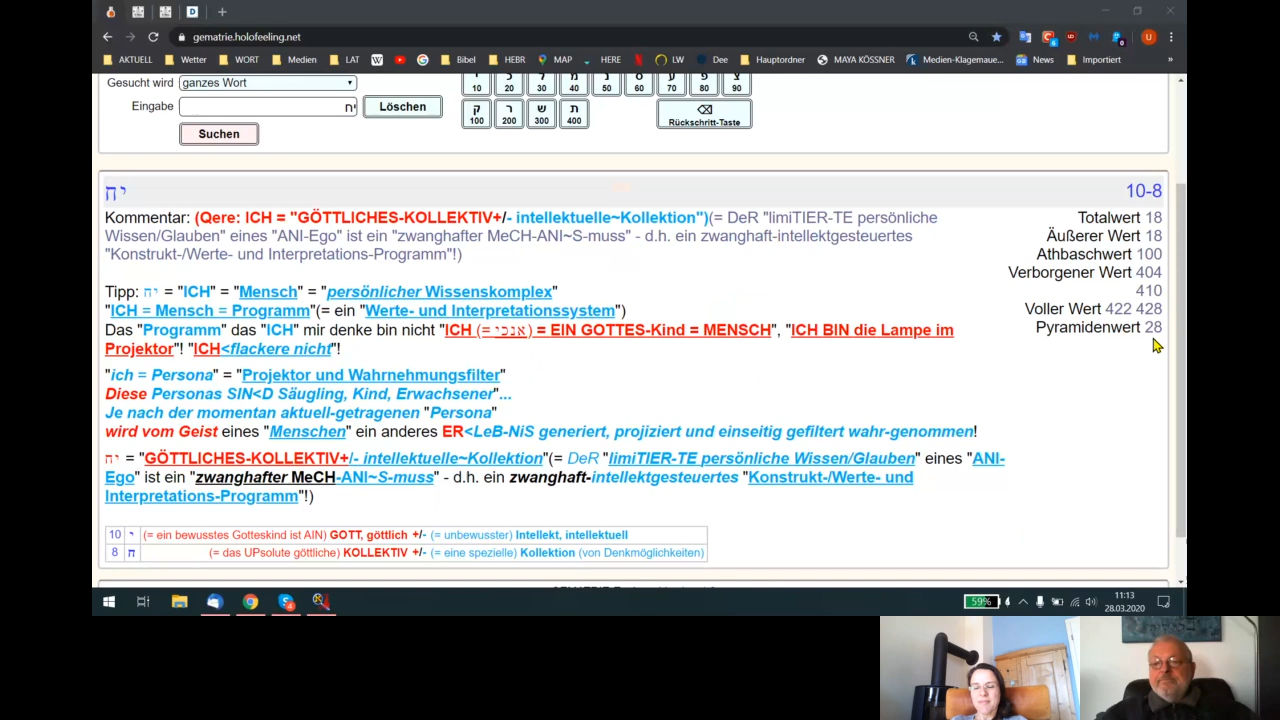 gematrie.holofeeling.net
AKTUELL Wetter WORT Medien LAT Bibel HEBR MAP HERE LW Dee Hauptordner MAYA KÖSSNER Medien-Klagemaue... News Importiert »
Gesucht wird ganzes Wort
י כ ל מ נ ס ע פ צ
10 20 30 40 50 60 70 80 90
Eingabe יח Löschen
ק ר ש ת
100 200 300 400 Rückschritt-Taste
Suchen
יח 10-8
Kommentar: (Qere: ICH = "GÖTTLICHES-KOLLEKTIV+/- intellektuelle~Kollektion")(= DeR "limiTIER-TE persönliche
Wissen/Glauben" eines "ANI-Ego" ist ein "zwanghafter MeCH-ANI~S-muss" - d.h. ein zwanghaft-intellektgesteuertes
"Konstrukt-/Werte- und Interpretations-Programm"!)
Totalwert 18
Äußerer Wert 18
Athbaschwert 100
Verborgener Wert 404
410
Voller Wert 422 428
Pyramidenwert 28
Tipp: יח = "ICH" = "Mensch" = "persönlicher Wissenskomplex"
"ICH = Mensch = Programm"(= ein "Werte- und Interpretationssystem")
Das "Programm" das "ICH" mir denke bin nicht "ICH (= אנכי) = EIN GOTTES-Kind = MENSCH", "ICH BIN die Lampe im
Projektor"! "ICH<flackere nicht"!
"ich = Persona" = "Projektor und Wahrnehmungsfilter"
Diese Personas SIN<D Säugling, Kind, Erwachsener"...
Je nach der momentan aktuell-getragenen "Persona"
wird vom Geist eines "Menschen" ein anderes ER<LeB-NiS generiert, projiziert und einseitig gefiltert wahr-genommen!
יח = "GÖTTLICHES-KOLLEKTIV+/- intellektuelle~Kollektion"(= DeR "limiTIER-TE persönliche Wissen/Glauben" eines "ANI-
Ego" ist ein "zwanghafter MeCH-ANI~S-muss" - d.h. ein zwanghaft-intellektgesteuertes "Konstrukt-/Werte- und
Interpretations-Programm"!)
10 י (= ein bewusstes Gotteskind ist AIN) GOTT, göttlich +/- (= unbewusster) Intellekt, intellektuell
8 ח (= das UPsolute göttliche) KOLLEKTIV +/- (= eine spezielle) Kollektion (von Denkmöglichkeiten)
59% 11:13
28.03.2020